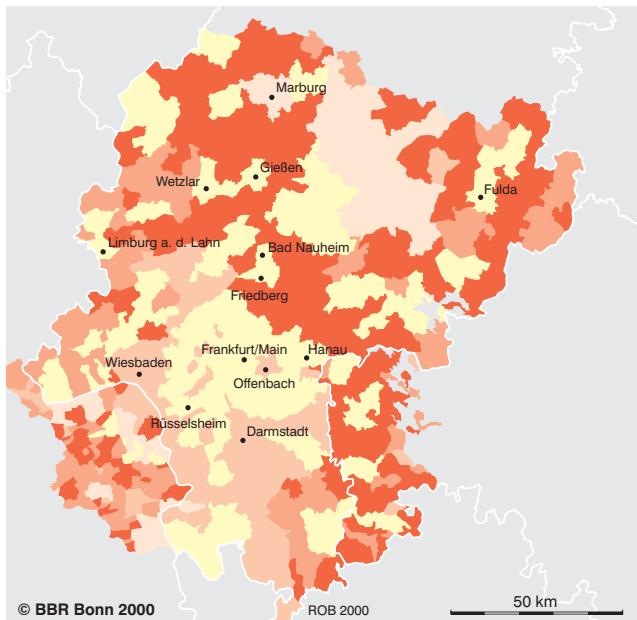 Marburg
Gießen
Wetzlar
Fulda
Limburg a. d. Lahn
Bad Nauheim
Friedberg
Frankfurt/Main
Hanau
Wiesbaden
Offenbach
Rüsselsheim
Darmstadt
50 km
© BBR Bonn 2000
ROB 2000